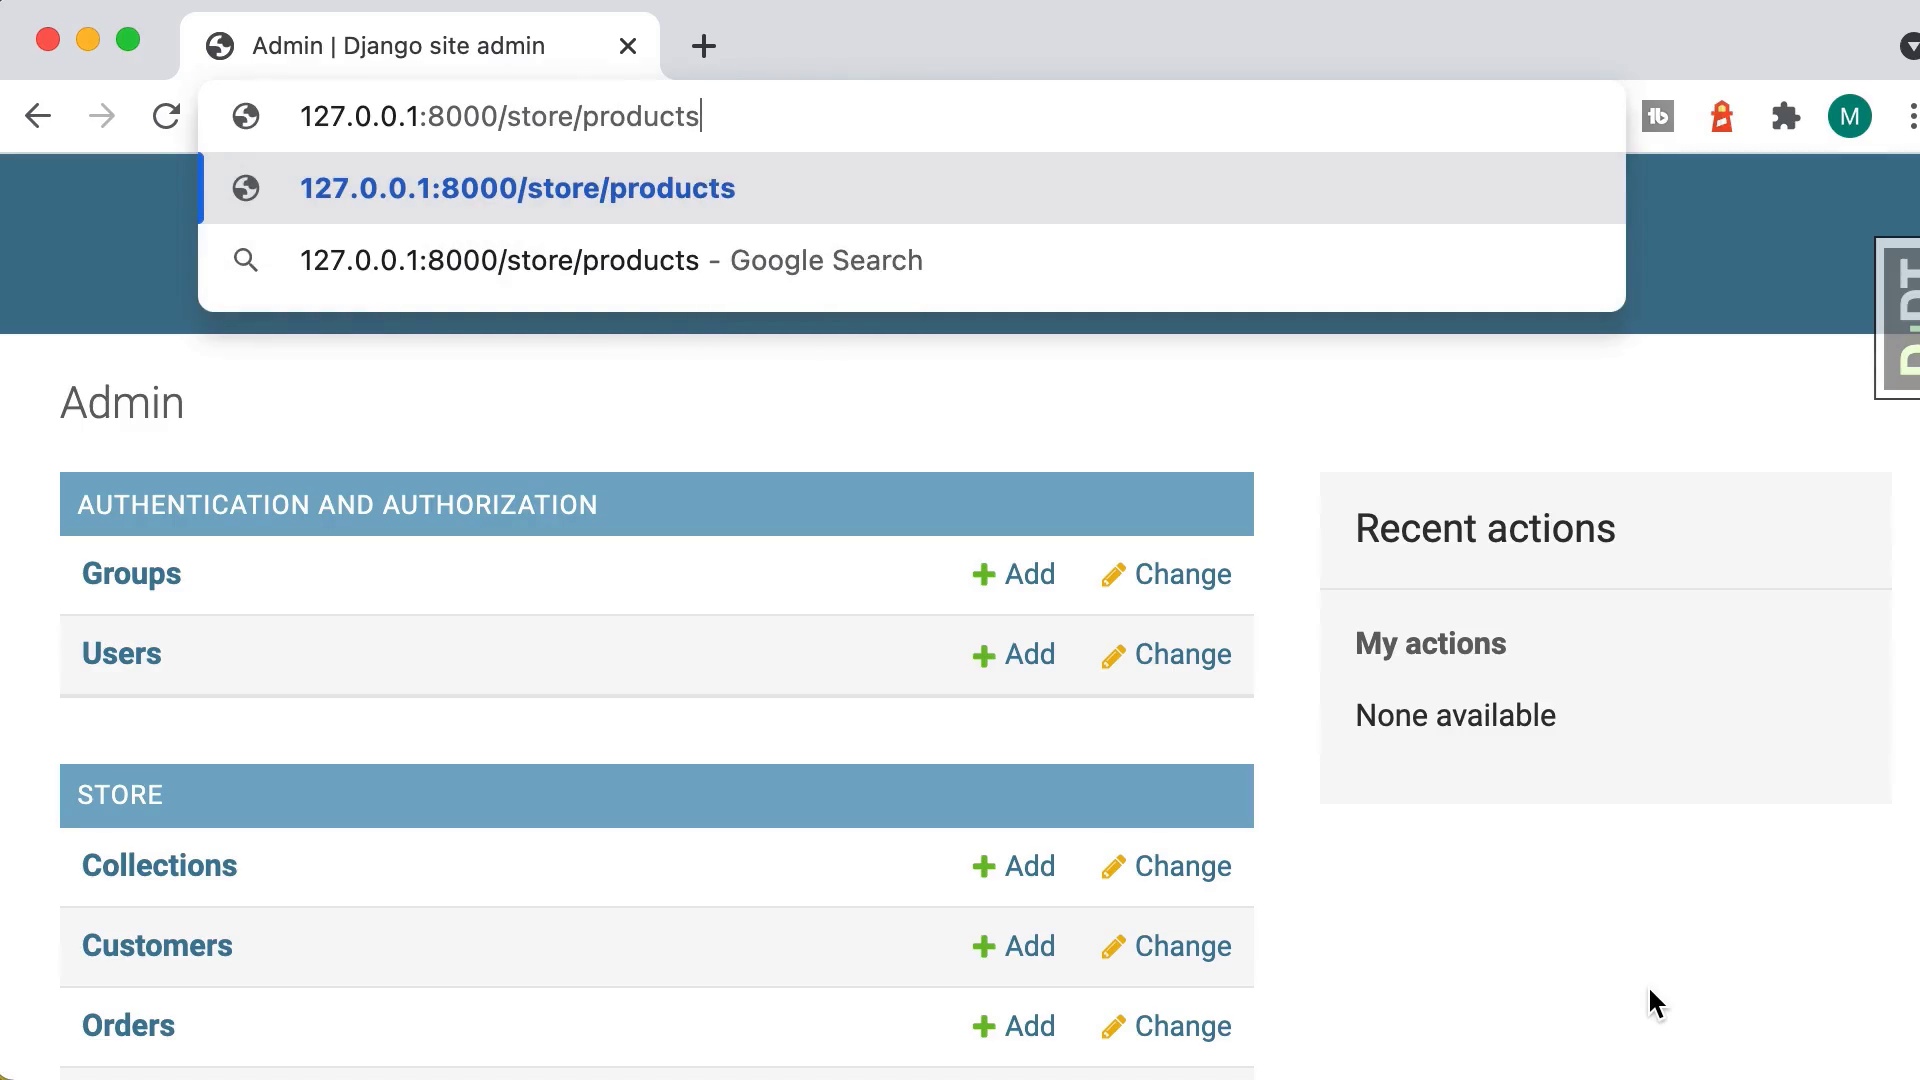 Admin | Django site admin
127.0.0.1:8000/store/products
M
127.0.0.1:8000/store/products
127.0.0.1:8000/store/products - Google Search
Admin
AUTHENTICATION AND AUTHORIZATION
Groups Add Change
Users Add Change
STORE
Collections Add Change
Customers Add Change
Orders Add Change
Recent actions
My actions
None available